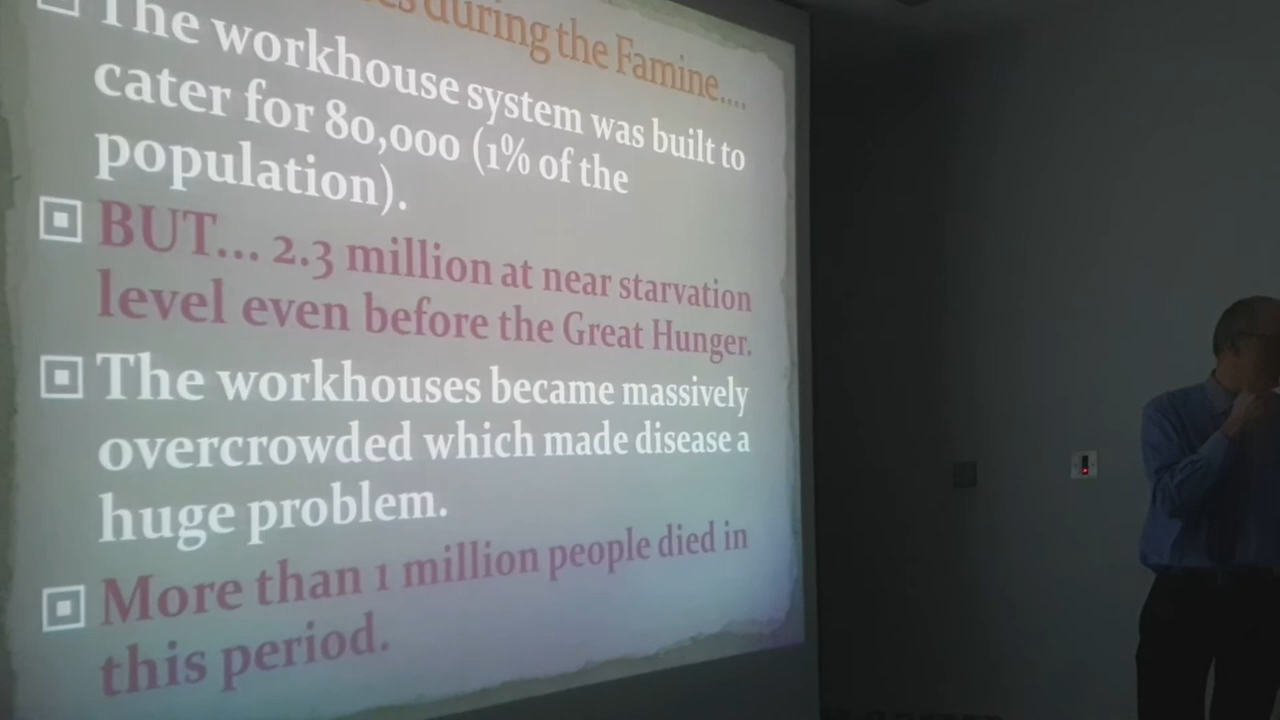 during the Famine....
The workhouse system was built to
cater for 80,000 (1% of the
population).
BUT... 2.3 million at near starvation
level even before the Great Hunger.
The workhouses became massively
overcrowded which made disease a
huge problem.
More than 1 million people died in
this period.